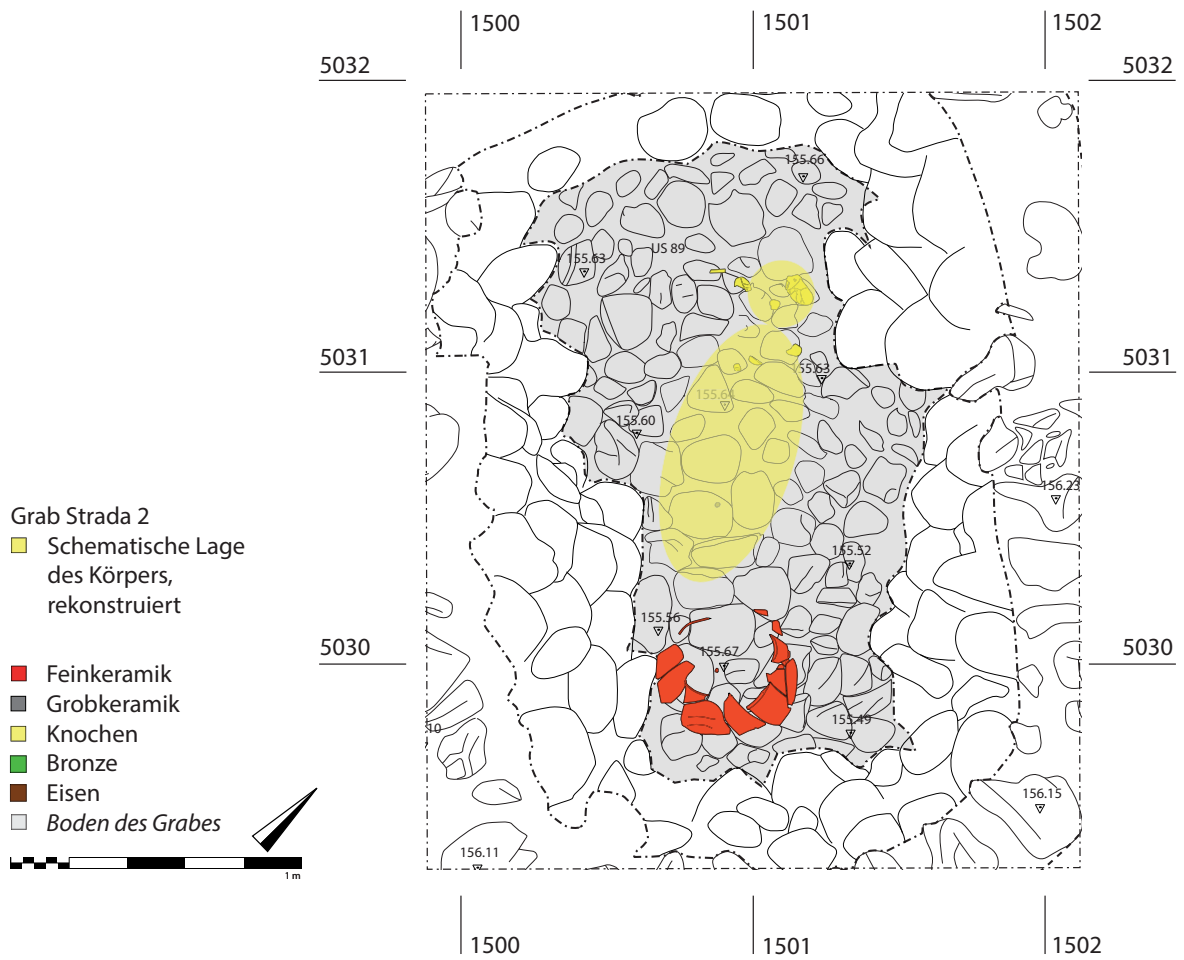 1500 1501 1502
5032 5032
155.66
US 89
155.63
5031 5031
55.63
155.64
155.60
156.23
Grab Strada 2
Schematische Lage
des Körpers,
rekonstruiert
155.52
155.56
5030 5030
155.67
Feinkeramik
Grobkeramik
155.49
10
Knochen
Bronze
Eisen
156.15
Boden des Grabes
156.11
1 m
1500 1501 1502